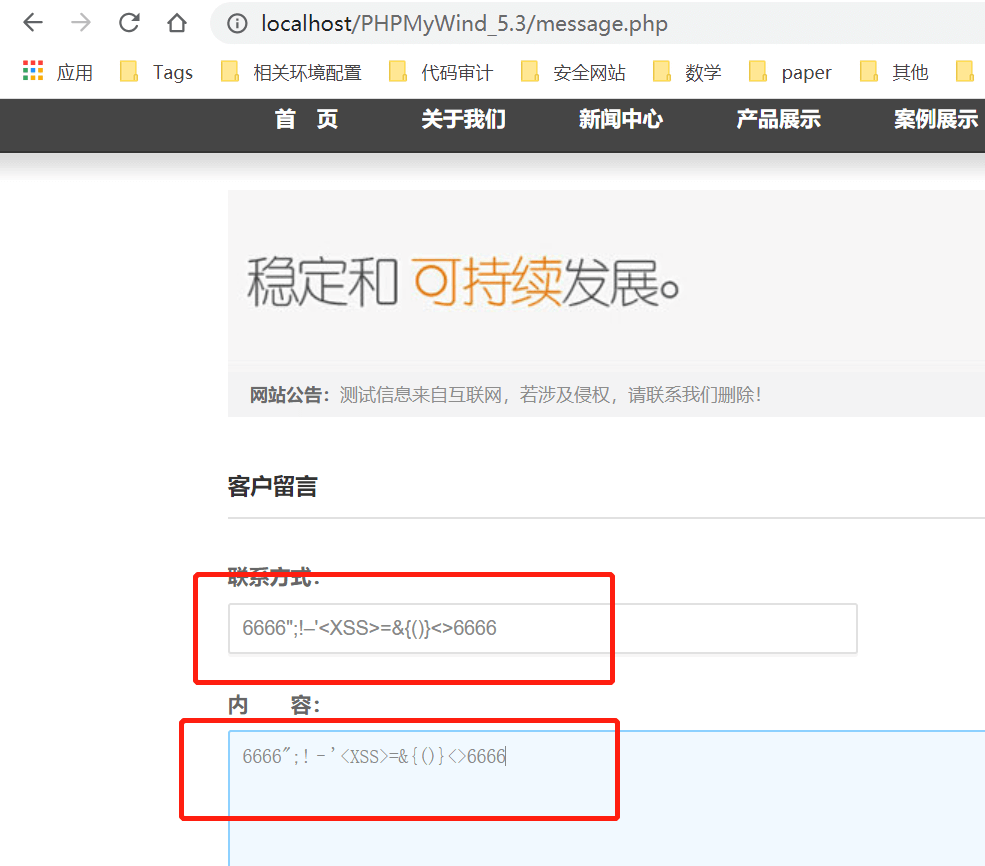 localhost/PHPMyWind_5.3/message.php
应用 Tags 相关环境配置 代码审计 安全网站 数学 paper 其他
首 页 关于我们 新闻中心 产品展示 案例展示
稳定和 可持续发展。
网站公告：测试信息来自互联网，若涉及侵权，请联系我们删除！
客户留言
联系方式：
6666";!–'<XSS>=&{()}<>6666
内 容：
6666";!–'<XSS>=&{()}<>6666